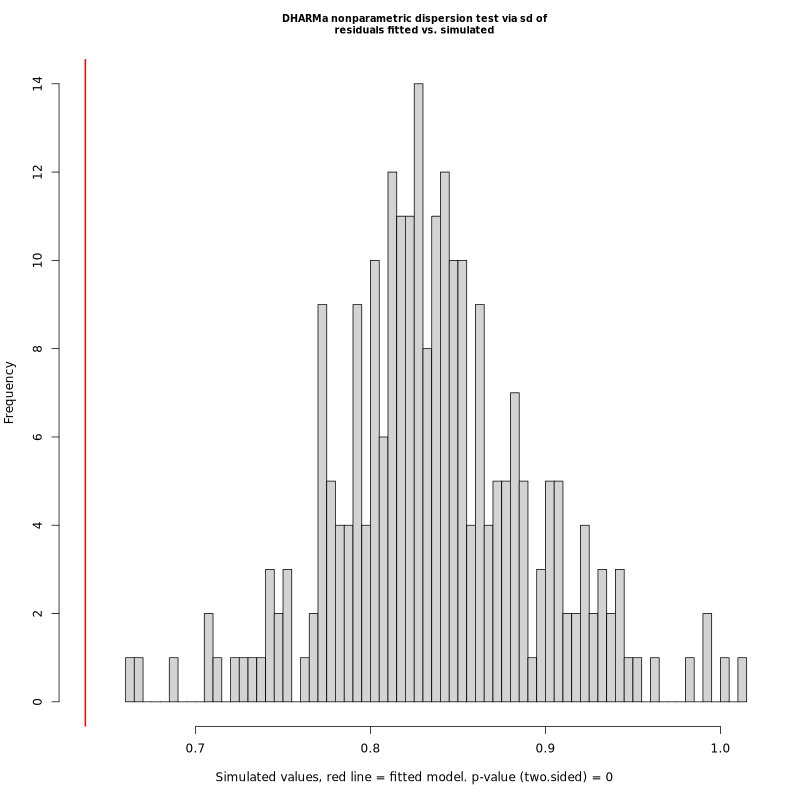 DHARMa nonparametric dispersion test via sd of
residuals fitted vs. simulated
Frequency
14
12
10
8
6
4
2
0
0.7 0.8 0.9 1.0
Simulated values, red line = fitted model. p-value (two.sided) = 0